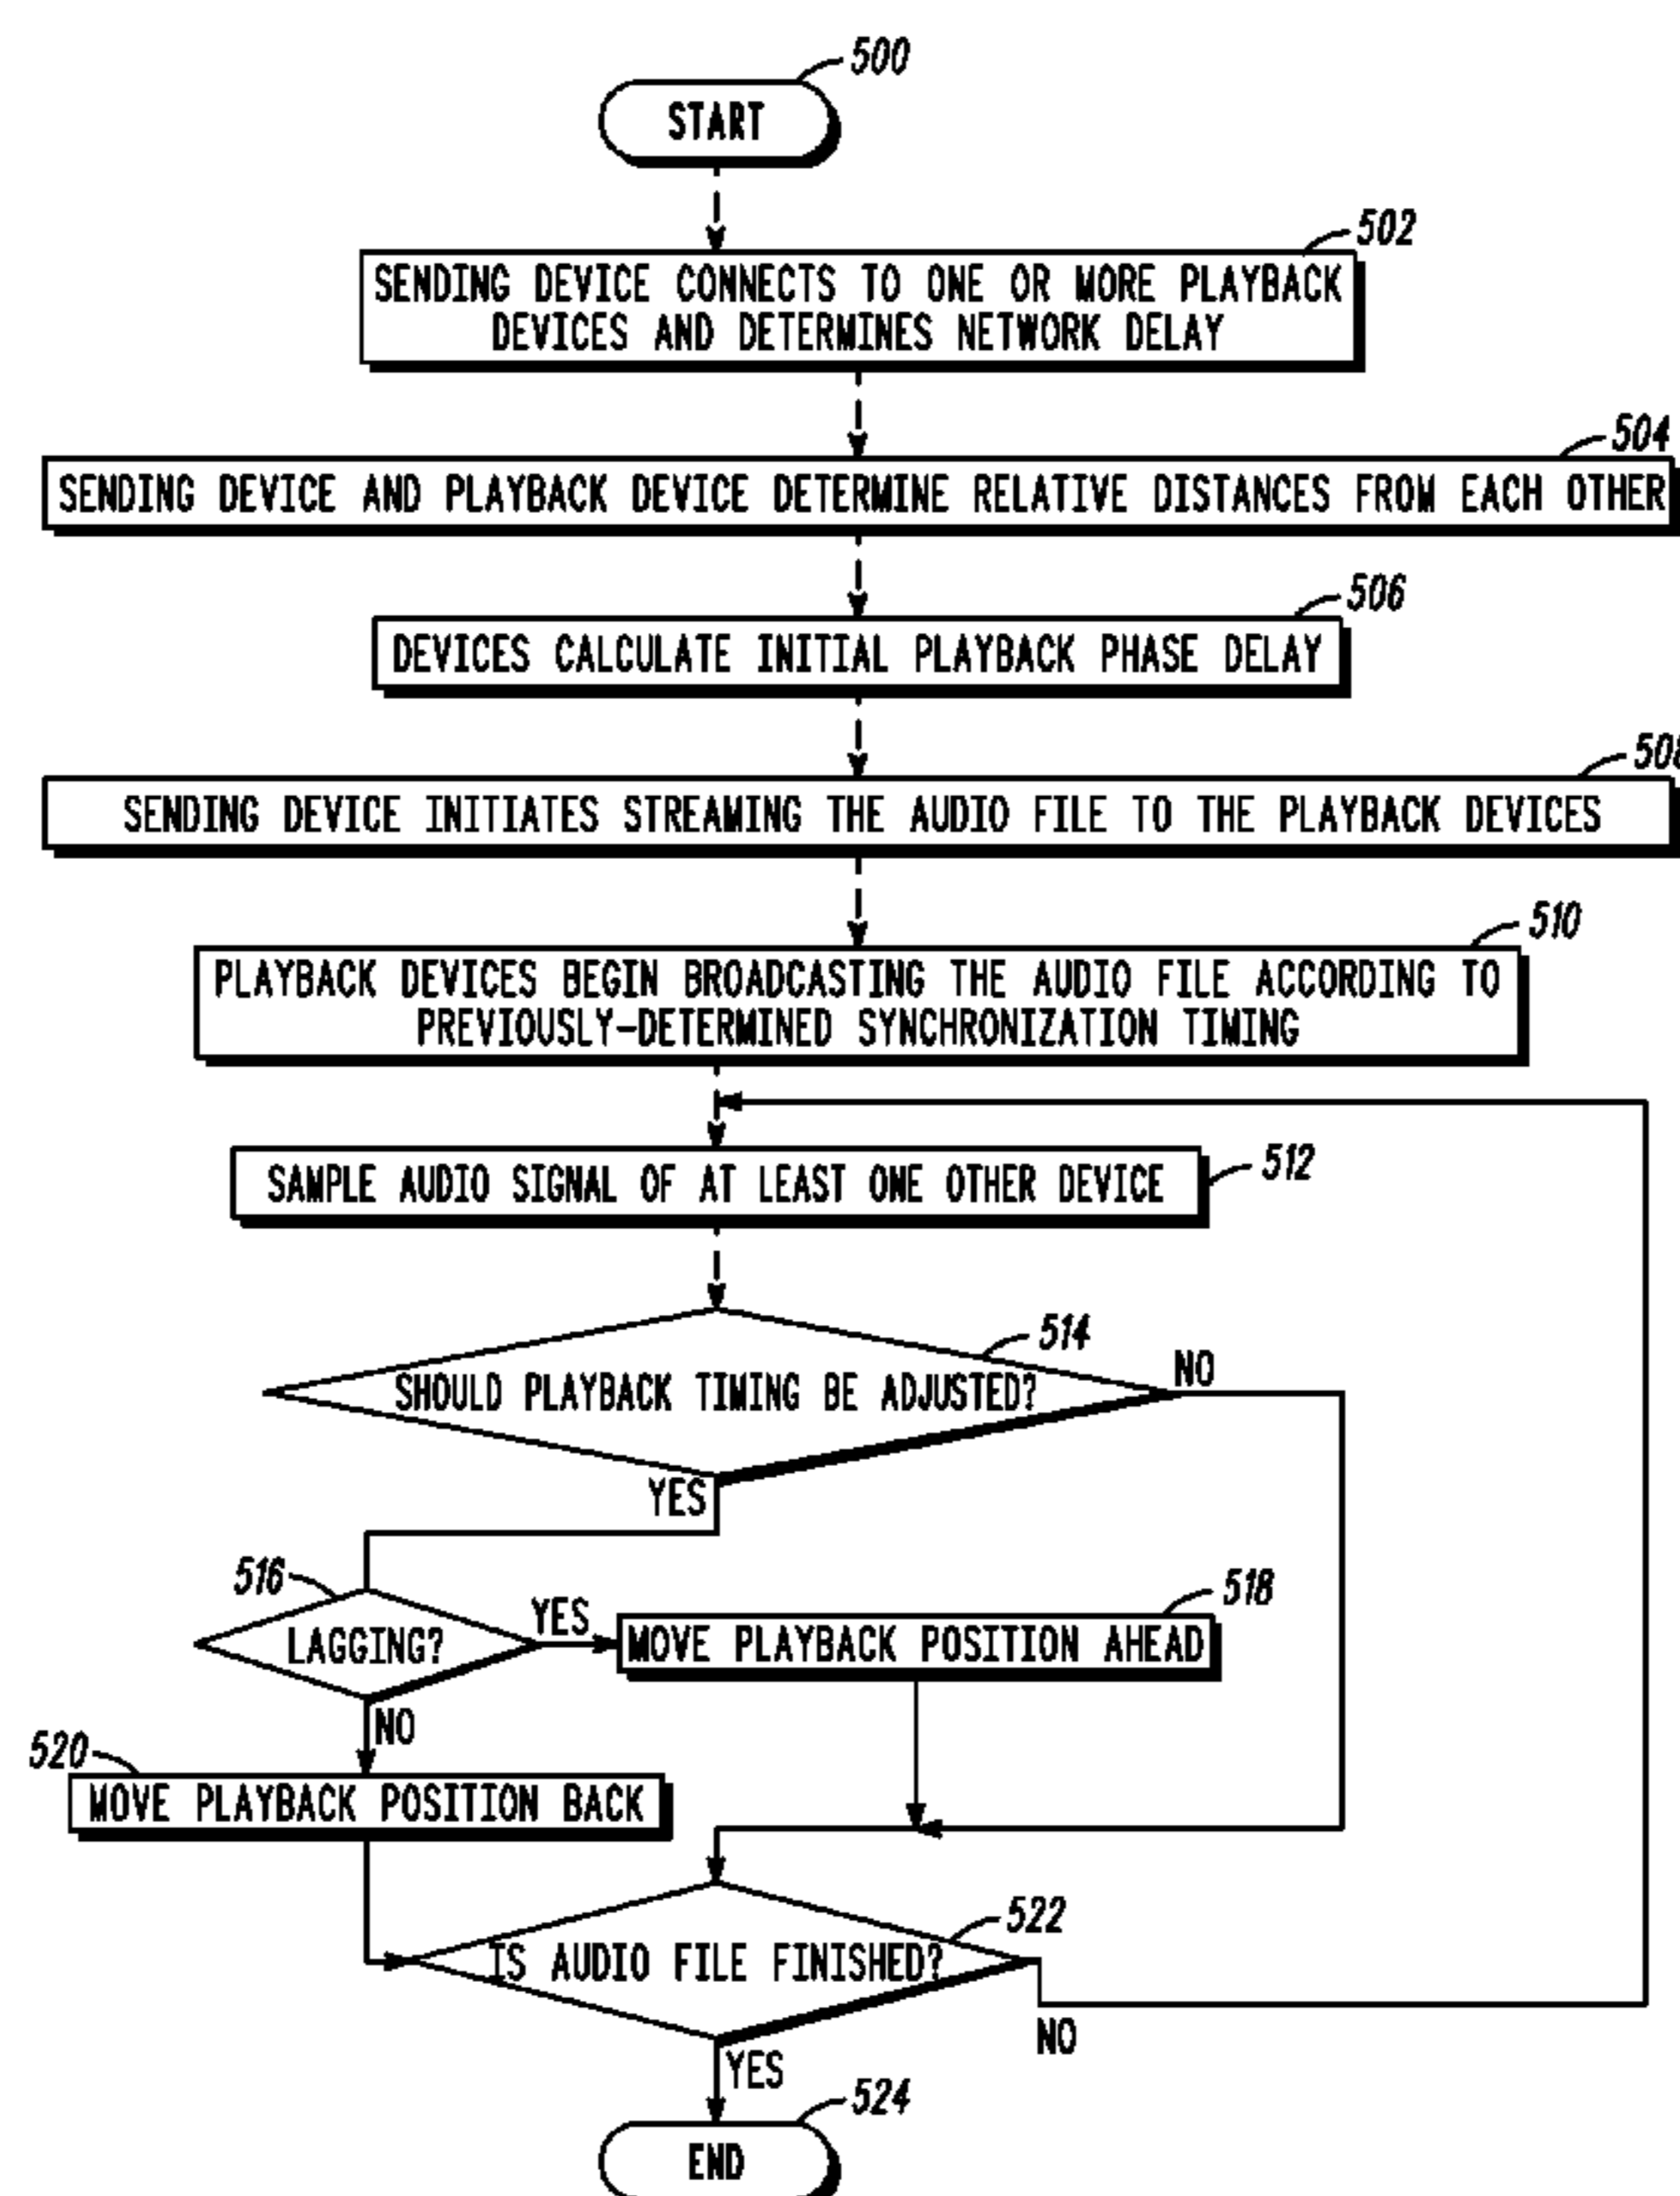 500
START
502
SENDING DEVICE CONNECTS TO ONE OR MORE PLAYBACK
DEVICES AND DETERMINES NETWORK DELAY
504
SENDING DEVICE AND PLAYBACK DEVICE DETERMINE RELATIVE DISTANCES FROM EACH OTHER
506
DEVICES CALCULATE INITIAL PLAYBACK PHASE DELAY
508
SENDING DEVICE INITIATES STREAMING THE AUDIO FILE TO THE PLAYBACK DEVICES
510
PLAYBACK DEVICES BEGIN BROADCASTING THE AUDIO FILE ACCORDING TO
PREVIOUSLY-DETERMINED SYNCHRONIZATION TIMING
512
SAMPLE AUDIO SIGNAL OF AT LEAST ONE OTHER DEVICE
514
NO
SHOULD PLAYBACK TIMING BE ADJUSTED?
YES
516
518
YES
LAGGING?
MOVE PLAYBACK POSITION AHEAD
NO
520
MOVE PLAYBACK POSITION BACK
522
IS AUDIO FILE FINISHED?
NO
YES
524
END